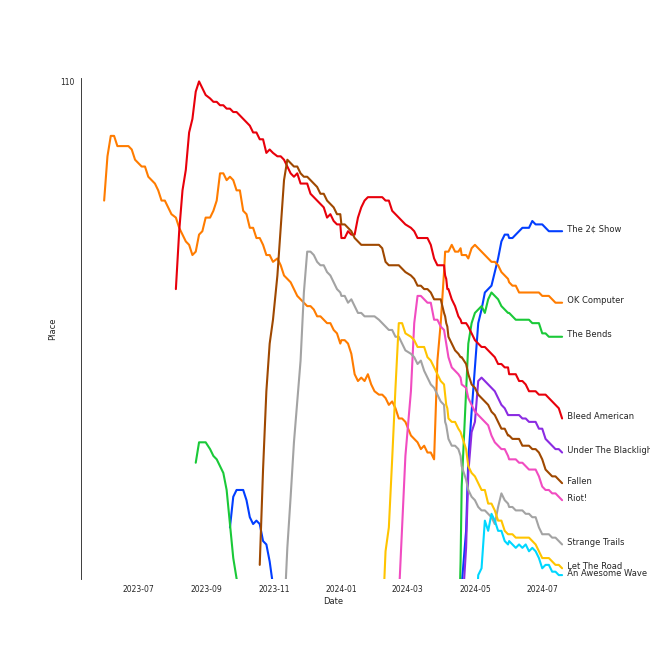 110
Place
The 2¢ Show
OK Computer
The Bends
Bleed American
Under The Blackligh
Fallen
Riot!
Strange Trails
Let The Road
An Awesome Wave
2023-07
2023-09
2023-11
2024-01
2024-03
2024-05
2024-07
Date